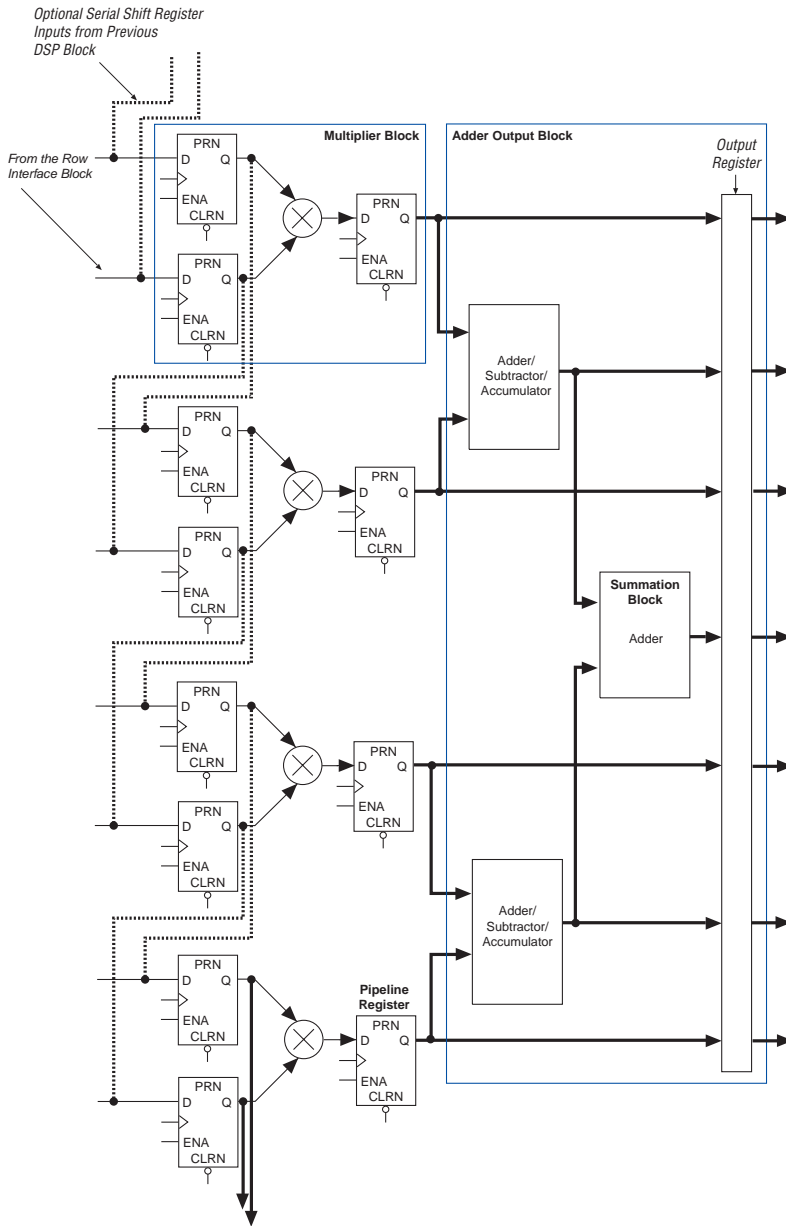 Optional Serial Shift Register
Inputs from Previous
DSP Block
From the Row
Interface Block
Multiplier Block
Adder Output Block
Output
Register
PRN
D Q
ENA
CLRN
PRN
D Q
ENA
CLRN
PRN
D Q
ENA
CLRN
Adder/
Subtractor/
Accumulator
PRN
D Q
ENA
CLRN
PRN
D Q
ENA
CLRN
PRN
D Q
ENA
CLRN
Summation
Block
Adder
PRN
D Q
ENA
CLRN
PRN
D Q
ENA
CLRN
PRN
D Q
ENA
CLRN
Adder/
Subtractor/
Accumulator
PRN
D Q
ENA
CLRN
Pipeline
Register
PRN
D Q
ENA
CLRN
PRN
D Q
ENA
CLRN